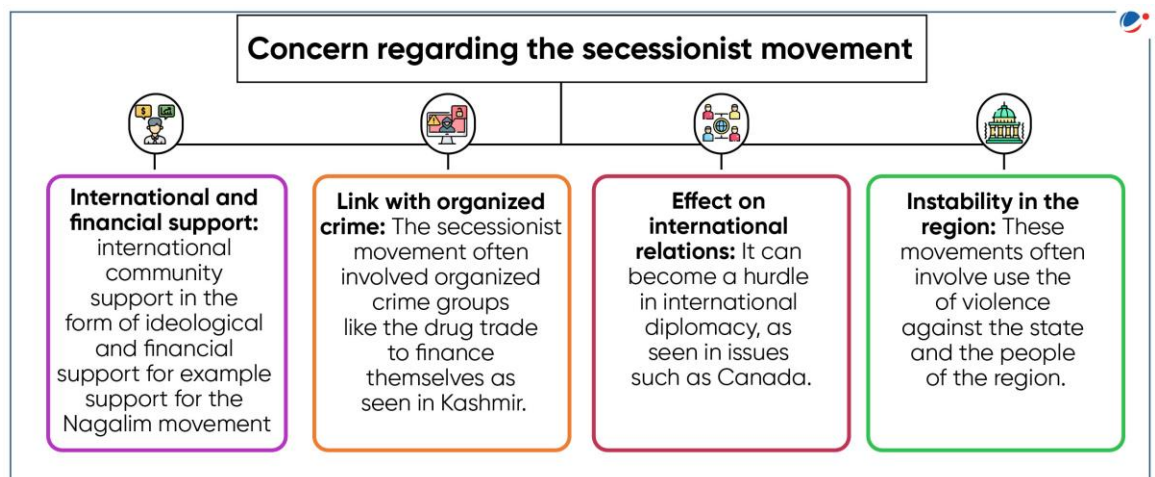 Concern regarding the secessionist movement
International and
financial support:
international
community
support in the
form of ideological
and financial
support for example
support for the
Nagalim movement
Link with organized
crime: The secessionist
movement often
involved organized
crime groups
like the drug trade
to finance
themselves as
seen in Kashmir.
Effect on
international
relations: It can
become a hurdle
in international
diplomacy, as
seen in issues
such as Canada.
Instability in the
region: These
movements often
involve use the
of violence
against the state
and the people
of the region.